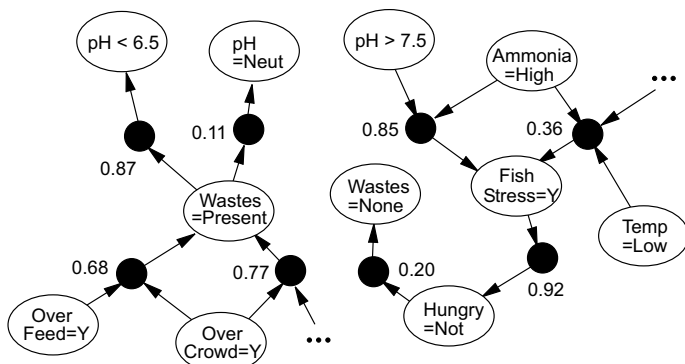 pH < 6.5
pH
=Neut
0.87
0.11
Wastes
=Present
0.68
0.77
Over
Feed=Y
Over
Crowd=Y
...
pH > 7.5
Ammonia
=High
...
0.85
0.36
Fish
Stress=Y
Wastes
=None
Temp
=Low
0.20
0.92
Hungry
=Not